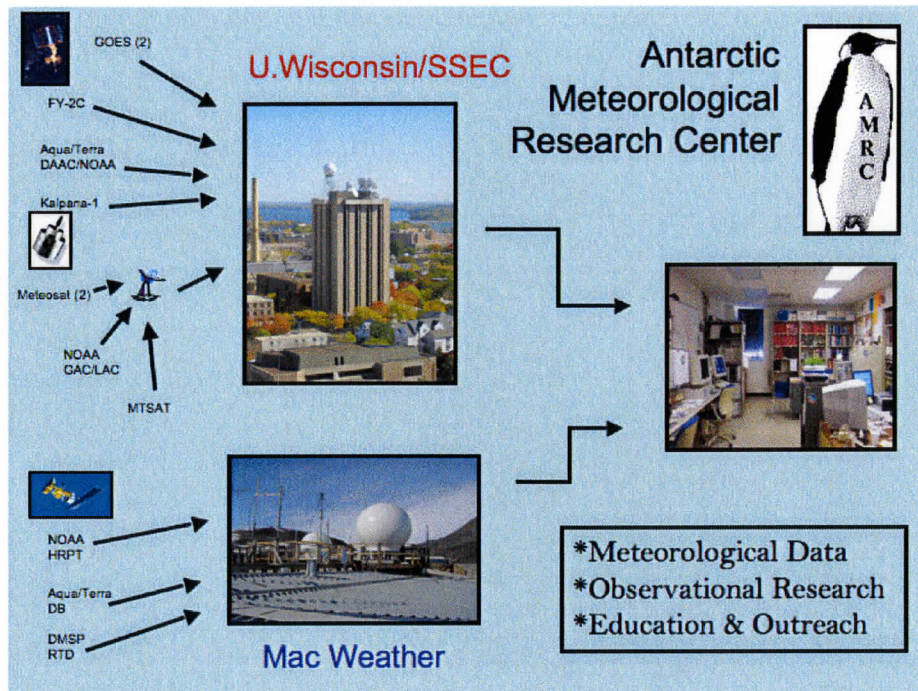 GOES (2)
FY-2C
Aqua/Terra
DAAC/NOAA
Kalpana-1
Meteosat (2)
NOAA
GAC/LAC
MTSAT
U.Wisconsin/SSEC
Antarctic
Meteorological
Research Center
AMRC
NOAA
HRPT
Aqua/Terra
DB
DMSP
RTD
Mac Weather
*Meteorological Data
*Observational Research
*Education & Outreach